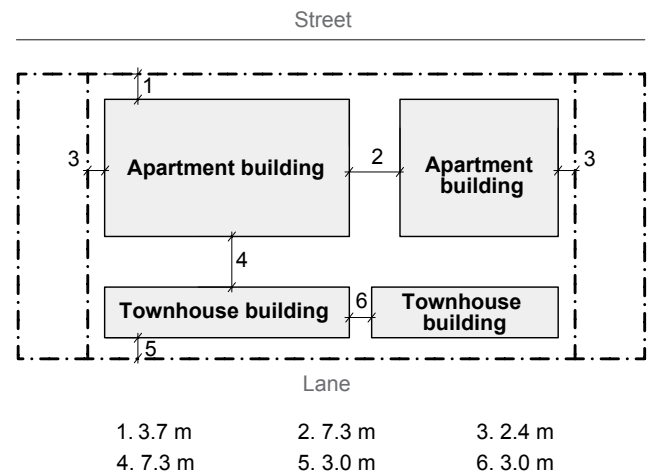 Street
1
3
Apartment building
2
Apartment
building
3
4
Townhouse building
6
Townhouse
building
5
Lane
1. 3.7 m
2. 7.3 m
3. 2.4 m
4. 7.3 m
5. 3.0 m
6. 3.0 m